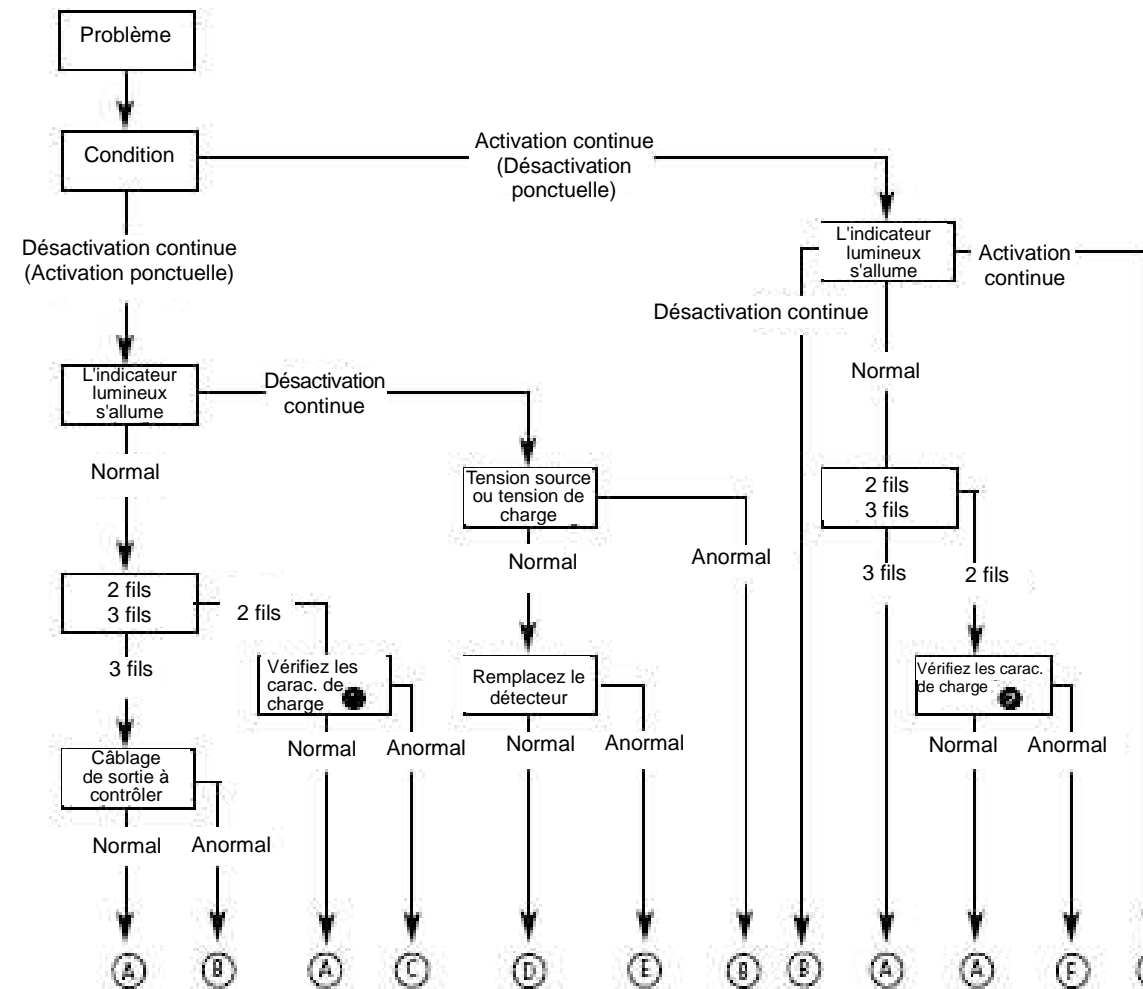 Problème
Condition
Activation continue
(Désactivation
ponctuelle)
Désactivation continue
(Activation ponctuelle)
L'indicateur
lumineux
s'allume
Activation
continue
Désactivation continue
Normal
L'indicateur
lumineux
s'allume
Désactivation
continue
Normal
Tension source
ou tension de
charge
Normal
Anormal
2 fils
3 fils
3 fils
2 fils
2 fils
3 fils
2 fils
3 fils
Vérifiez les
carac. de
charge
Remplacez le
détecteur
Vérifiez les carac.
de charge
Normal
Anormal
Normal
Anormal
Normal
Anormal
Câblage
de sortie à
contrôler
Normal
Anormal
A
B
A
C
D
E
B
B
A
A
F